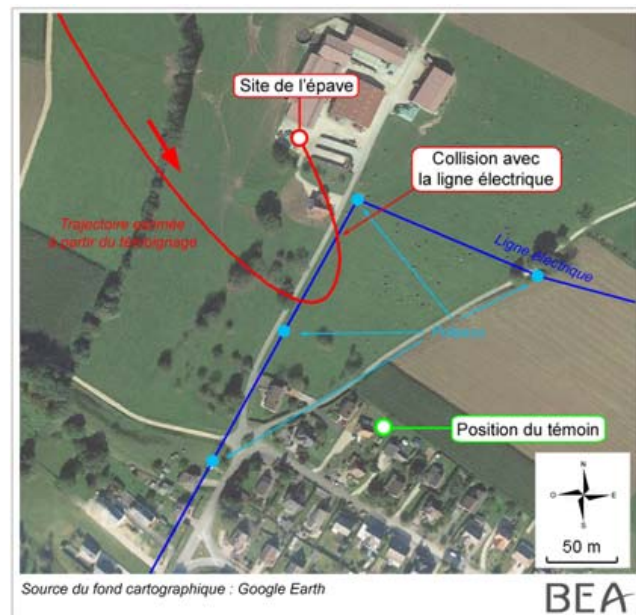 Site de l'épave
Collision avec
la ligne électrique
Trajectoire estimée
à partir du témoignage
Ligne électrique
Position du témoin
N
O
E
S
50 m
Source du fond cartographique : Google Earth
BEA